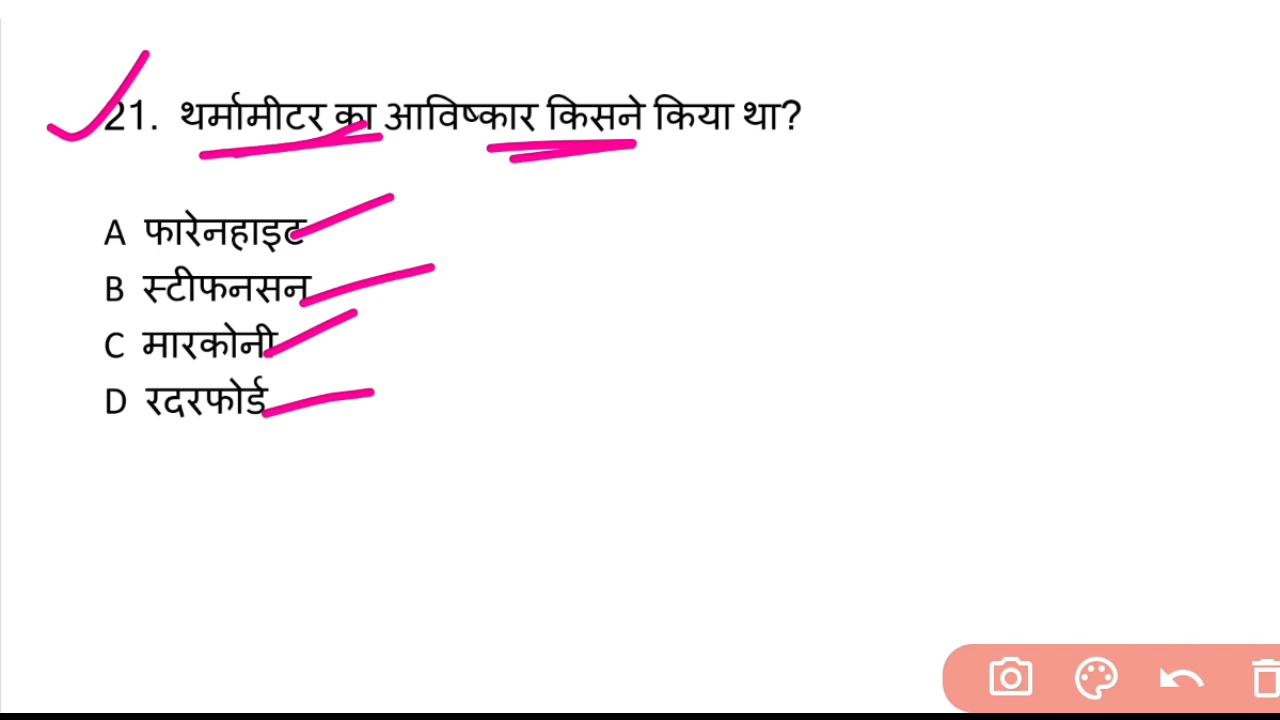 21. थर्मामीटर का आविष्कार किसने किया था?
A फारेनहाइट
B स्टीफनसन
C मारकोनी
D रदरफोर्ड